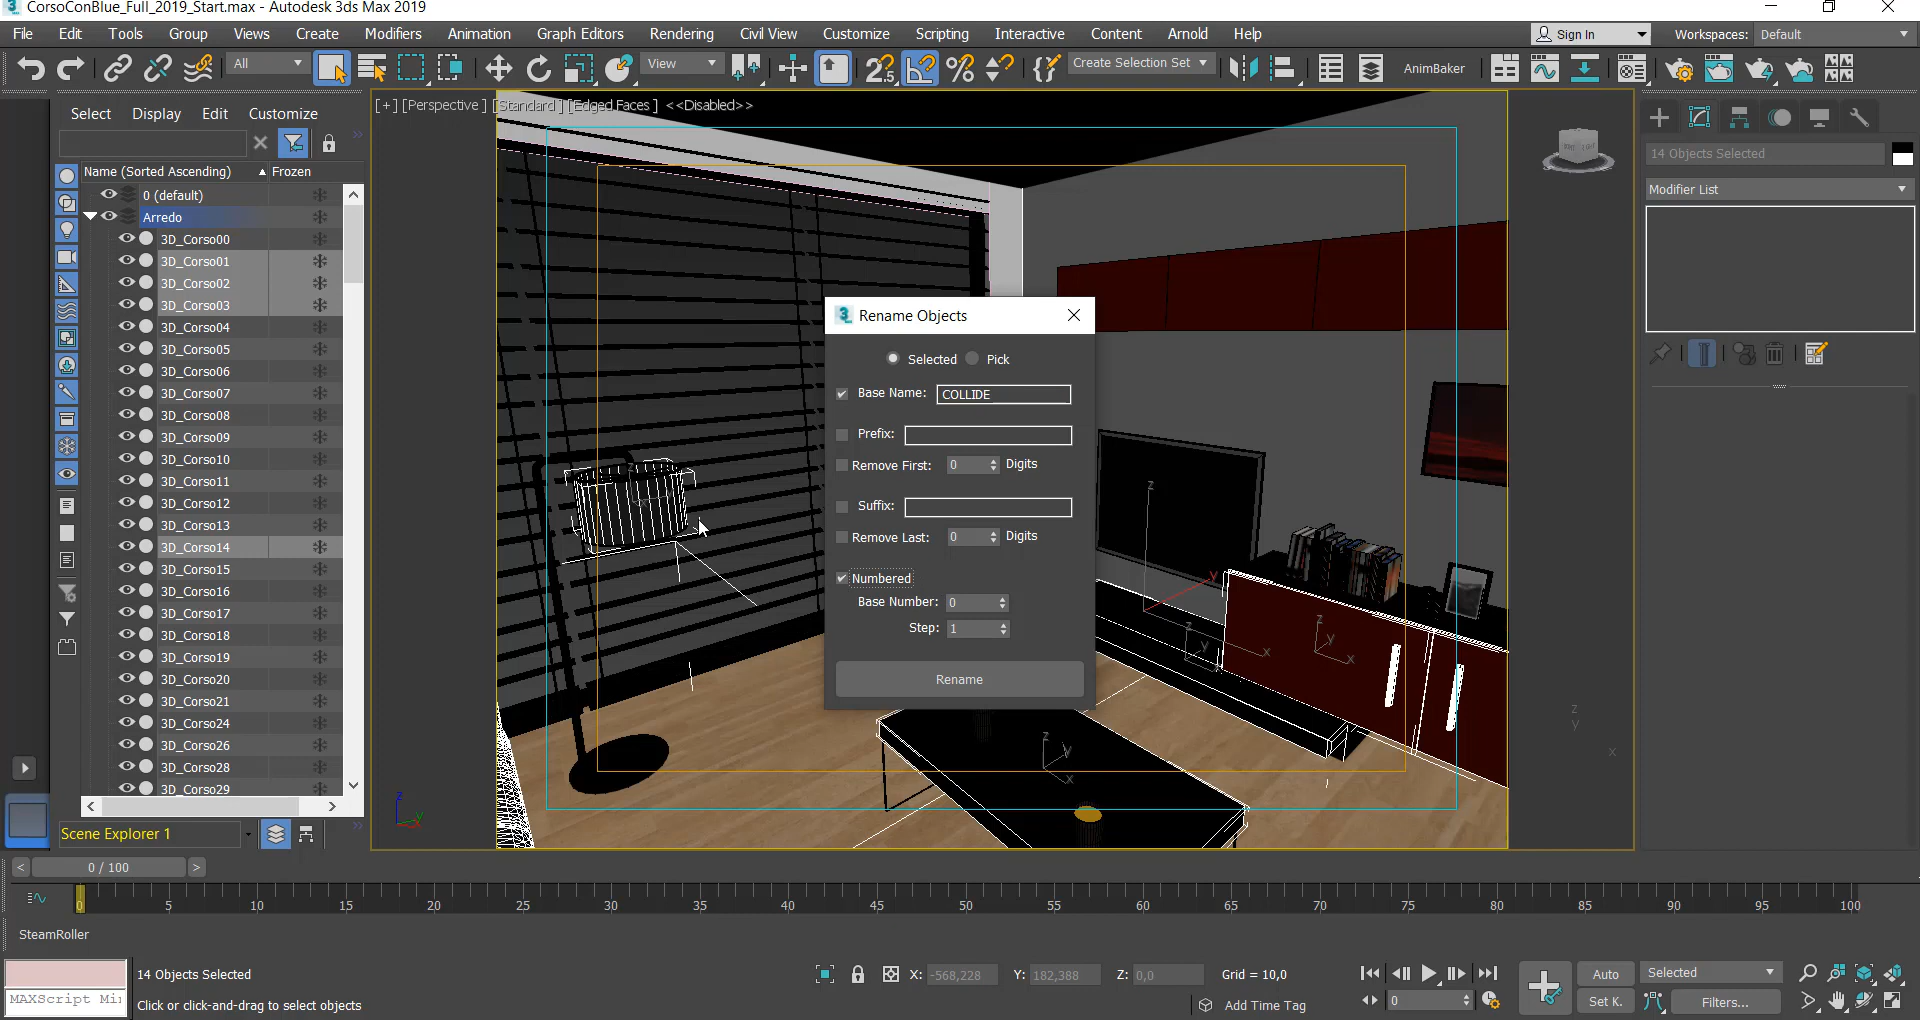 CorsoConBlue_Full_2019_Start.max - Autodesk 3ds Max 2019
File Edit Tools Group Views Create Modifiers Animation Graph Editors Rendering Civil View Customize Scripting Interactive Content Arnold Help Sign In Workspaces: Default
All View Create Selection Set AnimBaker
Select Display Edit Customize
[+] [Perspective ] [Standard ] [Edged Faces ] <<Disabled>>
14 Objects Selected
Name (Sorted Ascending) Frozen
Modifier List
0 (default)
Arredo
3D_Corso00
3D_Corso01
3D_Corso02
3D_Corso03
3D_Corso04
3D_Corso05
3D_Corso06
3D_Corso07
3D_Corso08
3D_Corso09
3D_Corso10
3D_Corso11
3D_Corso12
3D_Corso13
3D_Corso14
3D_Corso15
3D_Corso16
3D_Corso17
3D_Corso18
3D_Corso19
3D_Corso20
3D_Corso21
3D_Corso24
3D_Corso26
3D_Corso28
3D_Corso29
Scene Explorer 1
Rename Objects
Selected Pick
Base Name: COLLIDE
Prefix:
Remove First: 0 Digits
Suffix:
Remove Last: 0 Digits
Numbered
Base Number: 0
Step: 1
Rename
0 / 100
0 5 10 15 20 25 30 35 40 45 50 55 60 65 70 75 80 85 90 95 100
SteamRoller
14 Objects Selected X: -568,228 Y: 182,388 Z: 0,0 Grid = 10,0 Auto Selected
MAXScript Mi
Click or click-and-drag to select objects Add Time Tag 0 Set K. Filters...